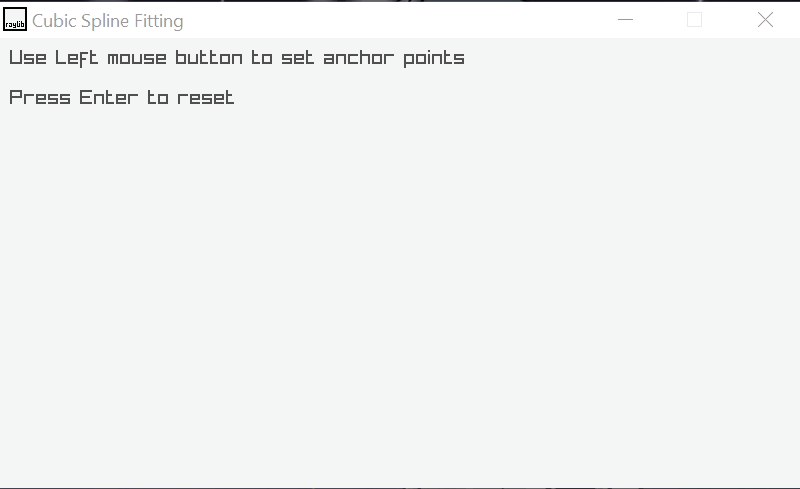 raylib
Cubic Spline Fitting
Use Left mouse button to set anchor points
Press Enter to reset